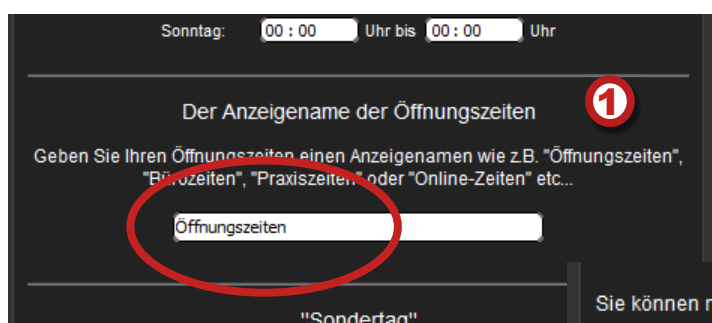 Sonntag: 00 : 00 Uhr bis 00 : 00 Uhr
Der Anzeigename der Öffnungszeiten
1
Geben Sie Ihren Öffnungszeiten einen Anzeigenamen wie z.B. "Öffnungszeiten",
"Bürozeiten", "Praxiszeiten" oder "Online-Zeiten" etc...
Öffnungszeiten
"Sondertag"
Sie können